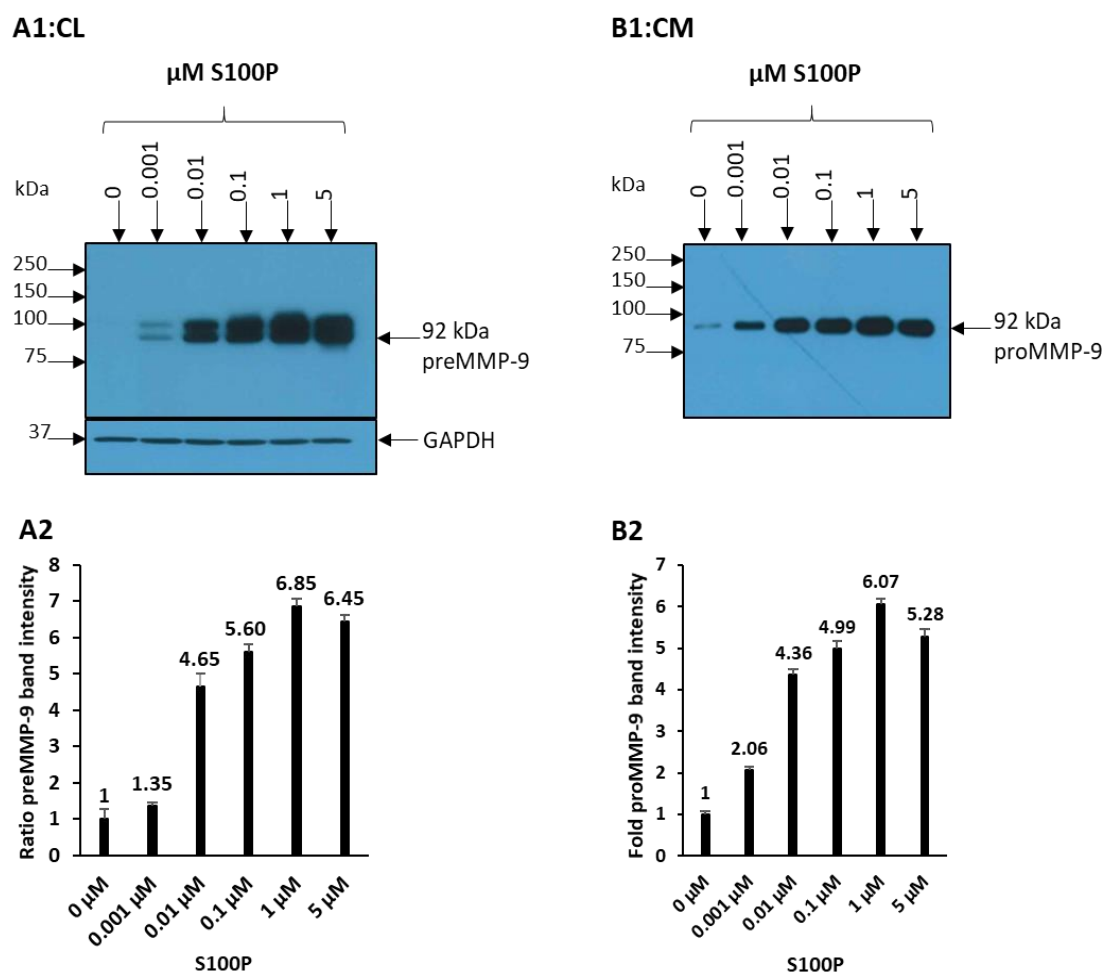 A1:CL
µM S100P
kDa
0
0.001
0.01
0.1
1
5
250
150
100
75
37
92 kDa
preMMP-9
GAPDH
B1:CM
µM S100P
kDa
0
0.001
0.01
0.1
1
5
250
150
100
75
92 kDa
proMMP-9
A2
Ratio preMMP-9 band intensity
8
7
6
5
4
3
2
1
0
1
1.35
4.65
5.60
6.85
6.45
0 µM
0.001 µM
0.01 µM
0.1 µM
1 µM
5 µM
S100P
B2
Fold proMMP-9 band intensity
7
6
5
4
3
2
1
0
1
2.06
4.36
4.99
6.07
5.28
0 µM
0.001 µM
0.01 µM
0.1 µM
1 µM
5 µM
S100P